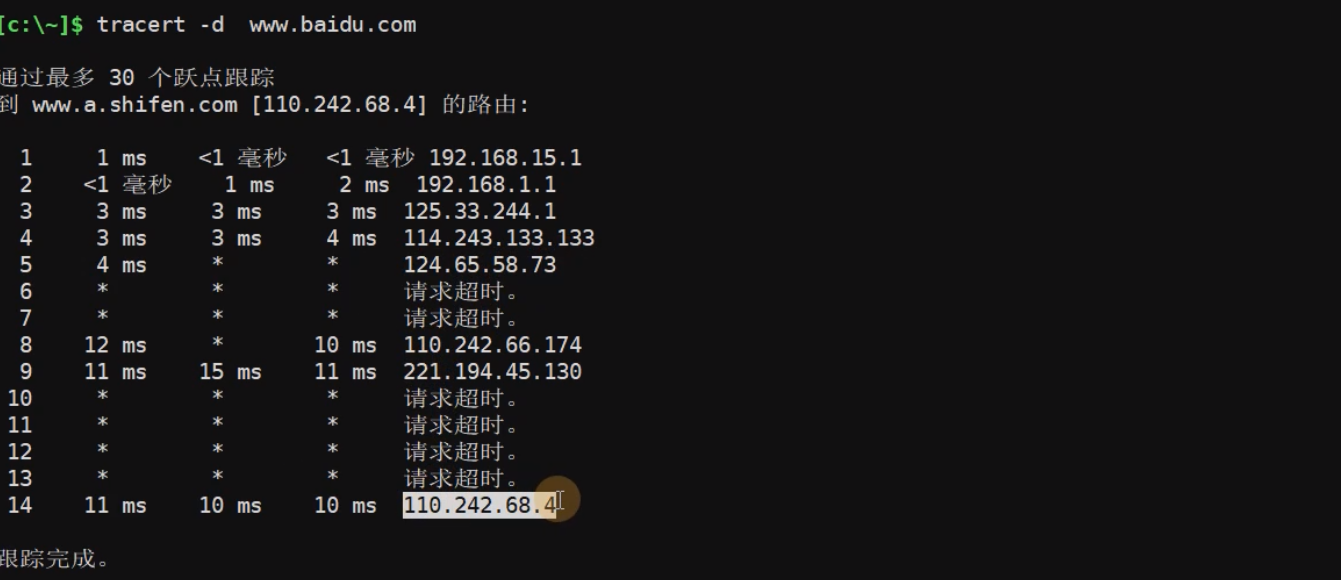 [c:\~]$ tracert -d  www.baidu.com
通过最多 30 个跃点跟踪
到 www.a.shifen.com [110.242.68.4] 的路由:
1     1 ms    <1 毫秒   <1 毫秒 192.168.15.1
2    <1 毫秒    1 ms     2 ms  192.168.1.1
3     3 ms     3 ms     3 ms  125.33.244.1
4     3 ms     3 ms     4 ms  114.243.133.133
5     4 ms     *        *     124.65.58.73
6     *        *        *     请求超时。
7     *        *        *     请求超时。
8    12 ms     *       10 ms  110.242.66.174
9    11 ms    15 ms    11 ms  221.194.45.130
10     *        *        *     请求超时。
11     *        *        *     请求超时。
12     *        *        *     请求超时。
13     *        *        *     请求超时。
14    11 ms    10 ms    10 ms  110.242.68.4
跟踪完成。